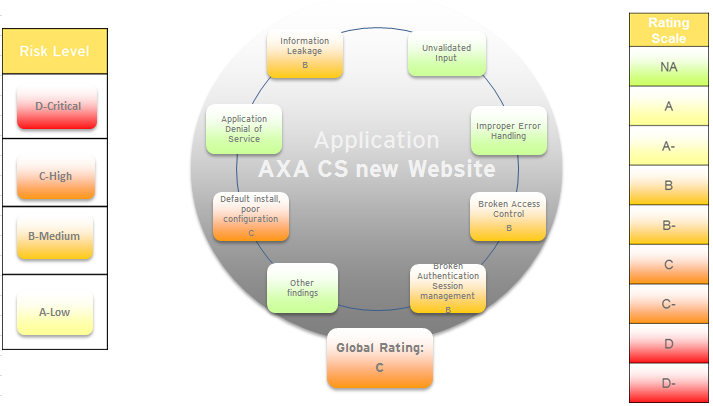 Risk Level
D-Critical
C-High
B-Medium
A-Low
Application
AXA CS new Website
Information
Leakage
B
Unvalidated
Input
Improper Error
Handling
Broken Access
Control
B
Broken
Authentication
Session
management
B
Other
findings
Default install,
poor
configuration
C
Application
Denial of
Service
Global Rating:
C
Rating
Scale
NA
A
A-
B
B-
C
C-
D
D-